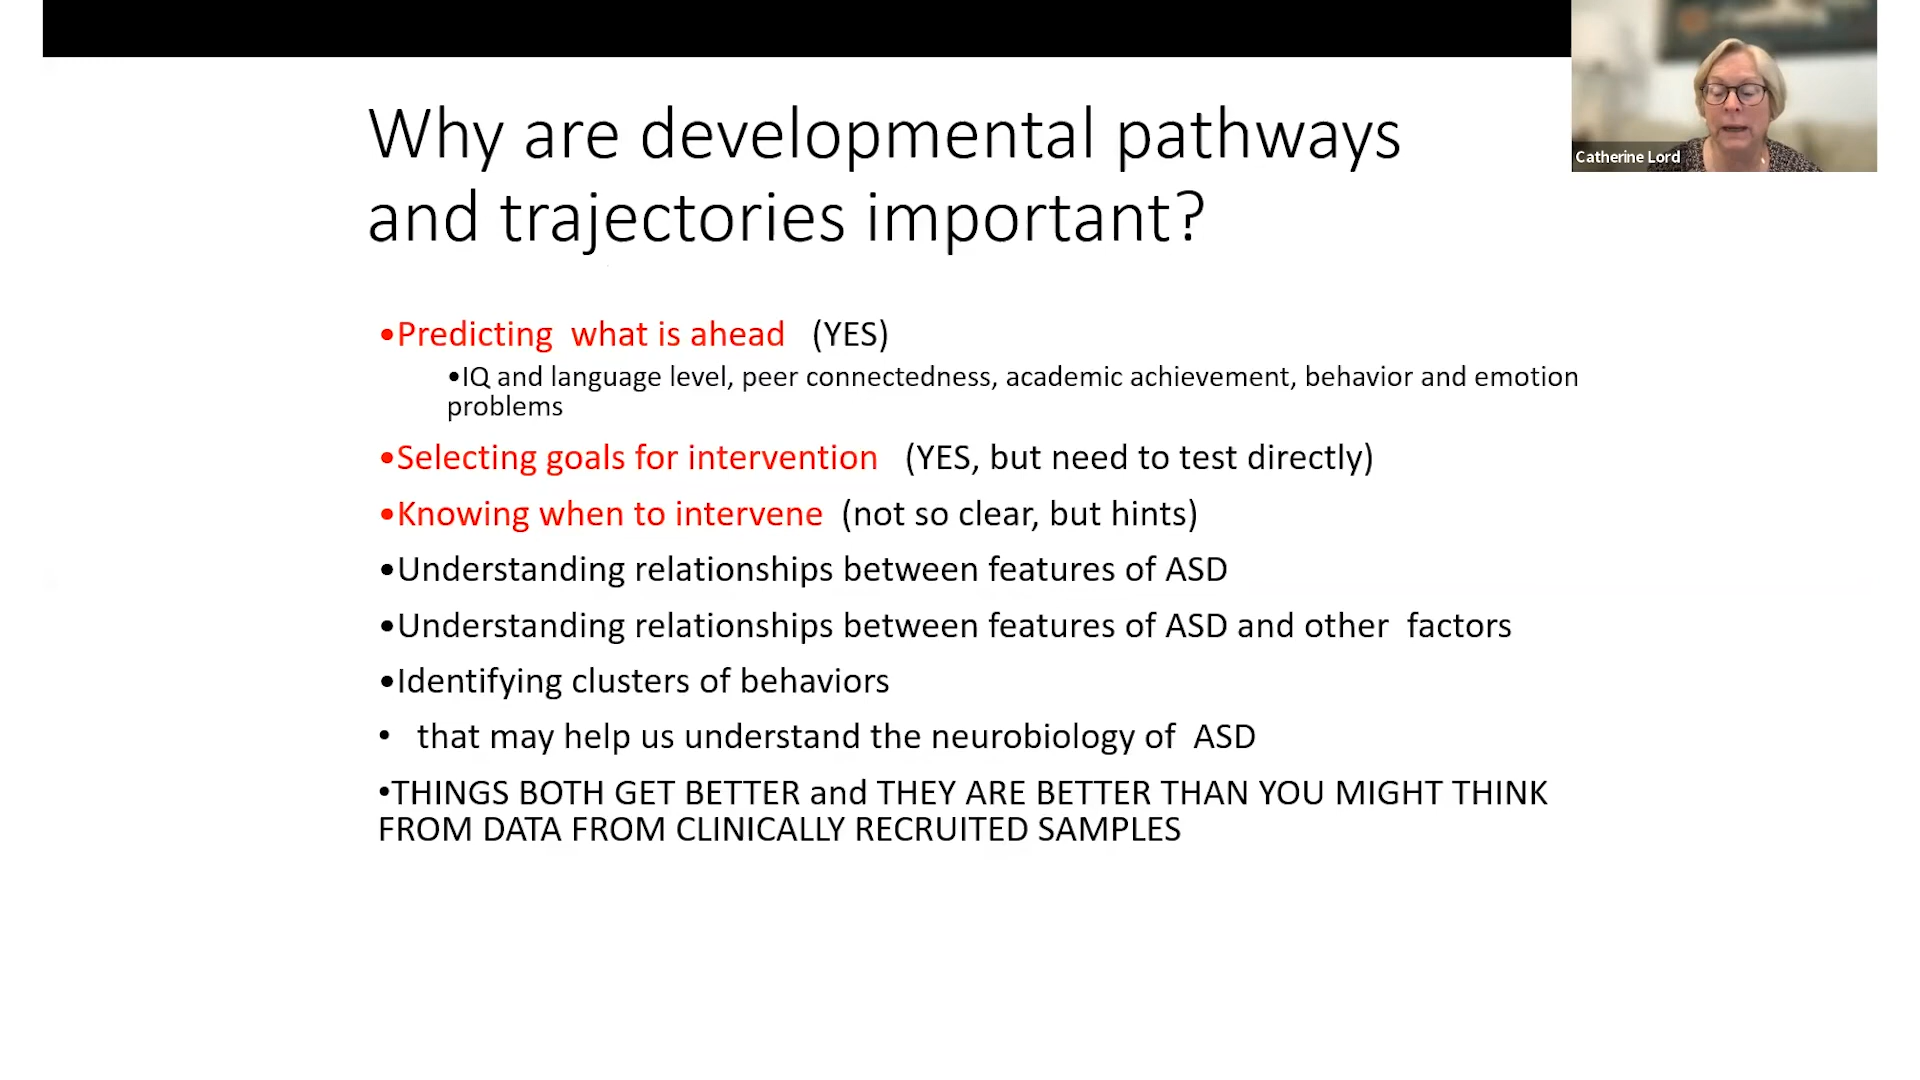 Why are developmental pathways
and trajectories important?
Catherine Lord
•Predicting  what is ahead   (YES)
•IQ and language level, peer connectedness, academic achievement, behavior and emotion
problems
•Selecting goals for intervention   (YES, but need to test directly)
•Knowing when to intervene  (not so clear, but hints)
•Understanding relationships between features of ASD
•Understanding relationships between features of ASD and other  factors
•Identifying clusters of behaviors
•   that may help us understand the neurobiology of  ASD
•THINGS BOTH GET BETTER and THEY ARE BETTER THAN YOU MIGHT THINK
FROM DATA FROM CLINICALLY RECRUITED SAMPLES